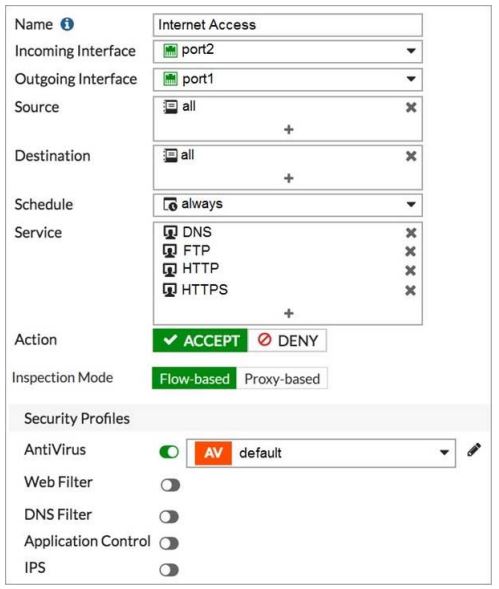 Name Internet Access
Incoming Interface port2
Outgoing Interface port1
Source all
+
Destination all
+
Schedule always
Service DNS
FTP
HTTP
HTTPS
+
Action ACCEPT DENY
Inspection Mode Flow-based Proxy-based
Security Profiles
AntiVirus AV default
Web Filter
DNS Filter
Application Control
IPS